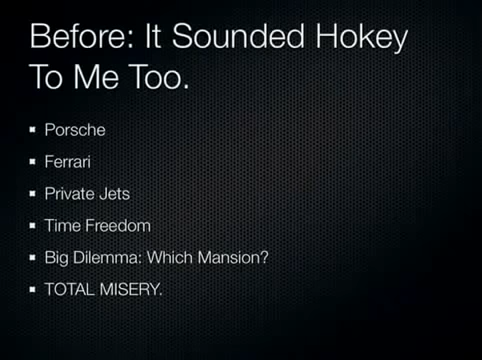 Before: It Sounded Hokey
To Me Too.
Porsche
Ferrari
Private Jets
Time Freedom
Big Dilemma: Which Mansion?
TOTAL MISERY.